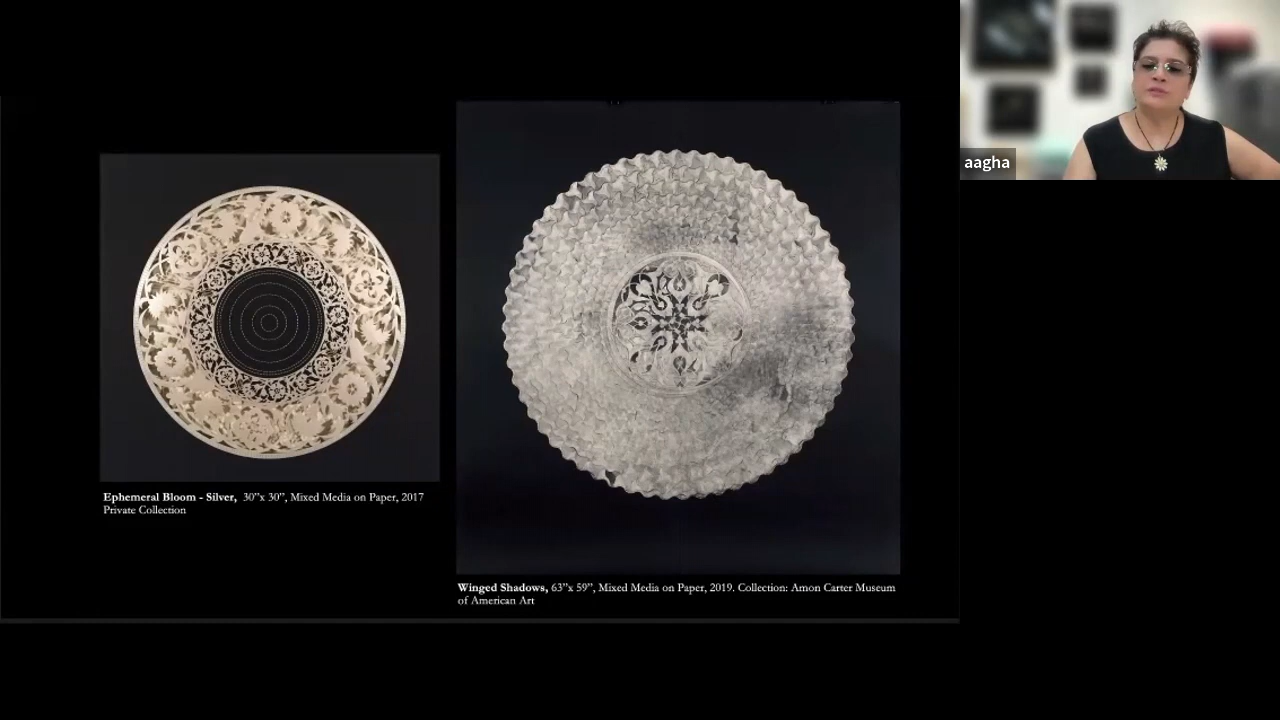 aagha
Ephemeral Bloom - Silver, 30”x 30”, Mixed Media on Paper, 2017
Private Collection
Winged Shadows, 63”x 59”, Mixed Media on Paper, 2019. Collection: Amon Carter Museum
of American Art